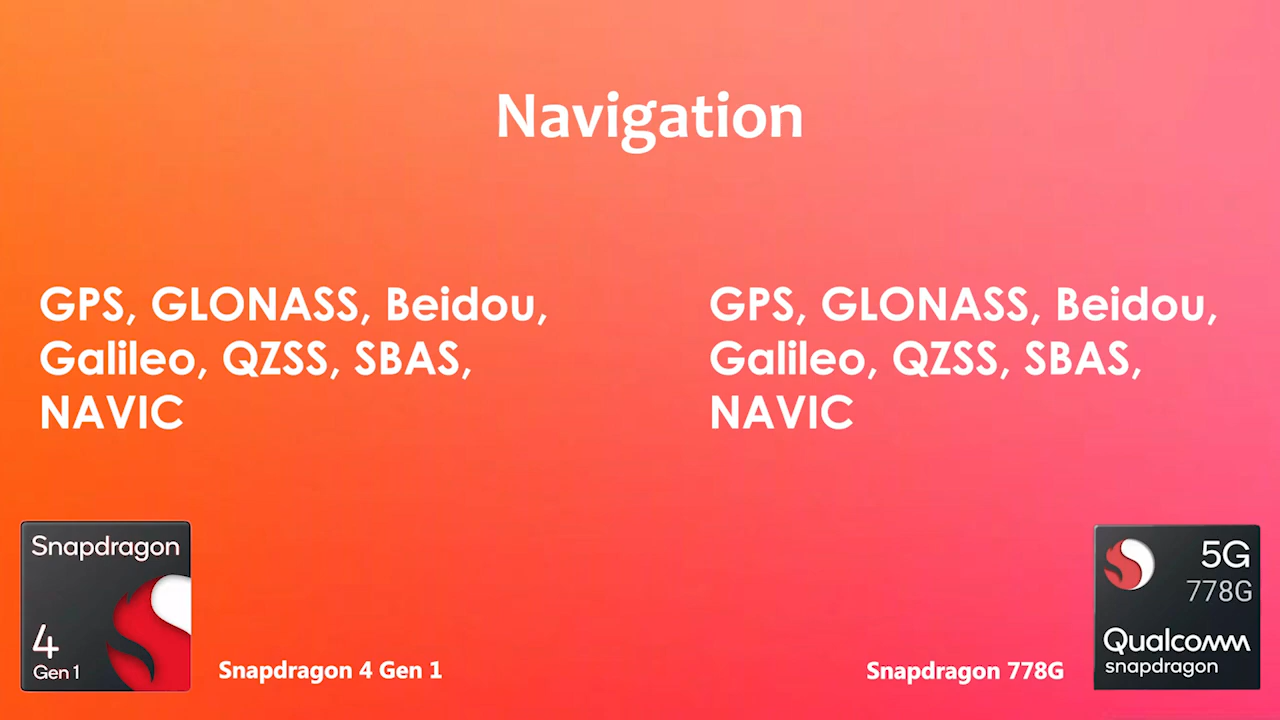 Navigation
GPS, GLONASS, Beidou,
Galileo, QZSS, SBAS,
NAVIC
GPS, GLONASS, Beidou,
Galileo, QZSS, SBAS,
NAVIC
Snapdragon
4
Gen 1
Snapdragon 4 Gen 1
Snapdragon 778G
5G
778G
Qualcomm
snapdragon